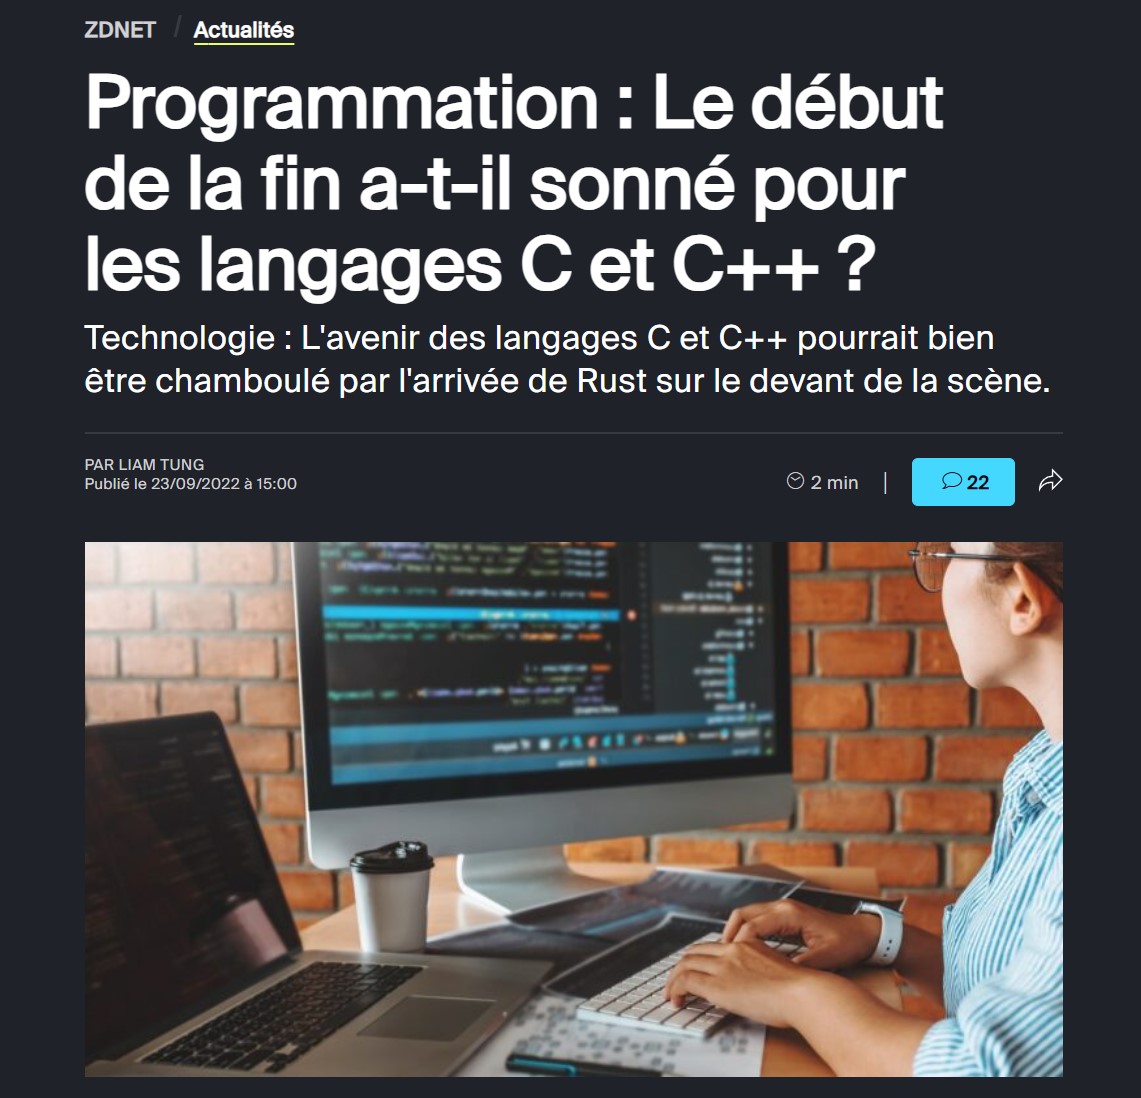 ZDNET / Actualités
Programmation : Le début
de la fin a-t-il sonné pour
les langages C et C++ ?
Technologie : L'avenir des langages C et C++ pourrait bien
être chamboulé par l'arrivée de Rust sur le devant de la scène.
PAR LIAM TUNG
Publié le 23/09/2022 à 15:00
2 min | 22